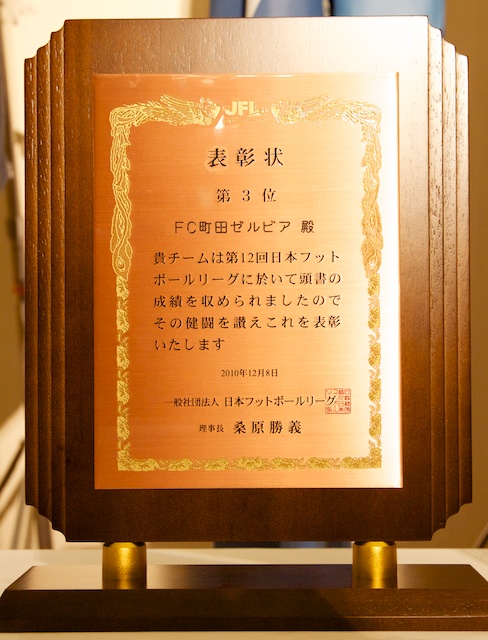 JFL
表彰状
第3位
FC町田ゼルビア 殿
貴チームは第12回日本フット
ボールリーグに於いて頭書の
成績を収められましたので
その健闘を讃えこれを表彰
いたします
2010年12月8日
一般社団法人 日本フットボールリーグ
理事長 桑原勝義